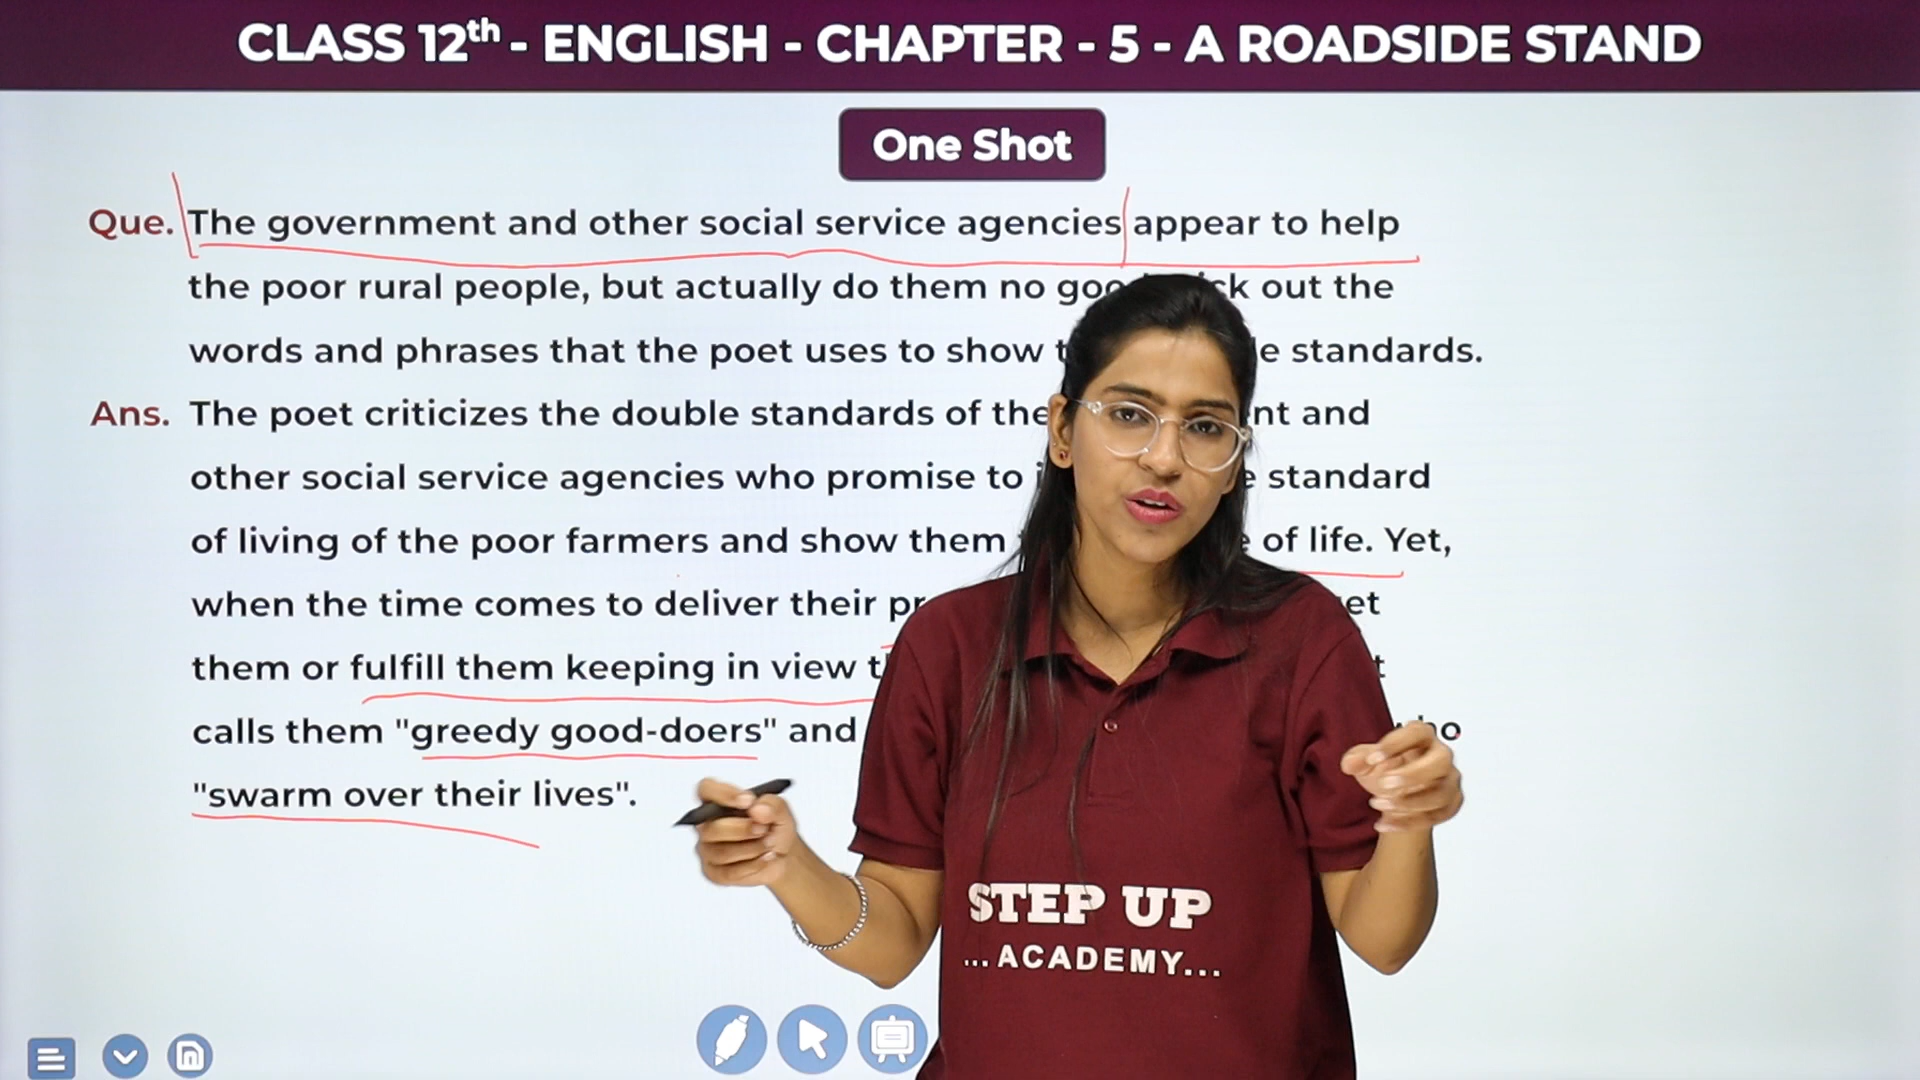 CLASS 12th - ENGLISH - CHAPTER - 5 - A ROADSIDE STAND
One Shot
Que. The government and other social service agencies appear to help
the poor rural people, but actually do them no out the
words and phrases that the poet uses to show standards.
Ans. The poet criticizes the double standards of the and
other social service agencies who promise to standard
of living of the poor farmers and show them of life. Yet,
when the time comes to deliver their
them or fulfill them keeping in view
calls them "greedy good-doers" and
"swarm over their lives".
STEP UP
... ACADEMY...